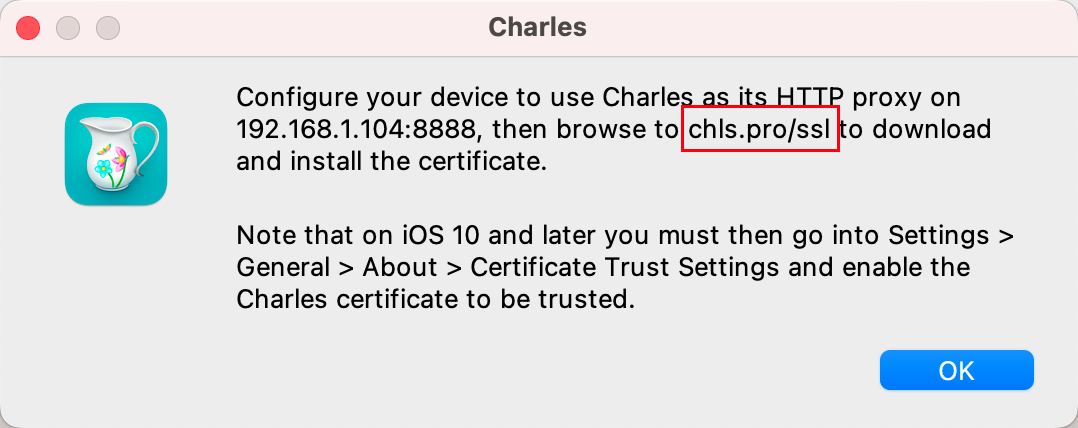 Charles
Configure your device to use Charles as its HTTP proxy on
192.168.1.104:8888, then browse to chls.pro/ssl to download
and install the certificate.
Note that on iOS 10 and later you must then go into Settings >
General > About > Certificate Trust Settings and enable the
Charles certificate to be trusted.
OK